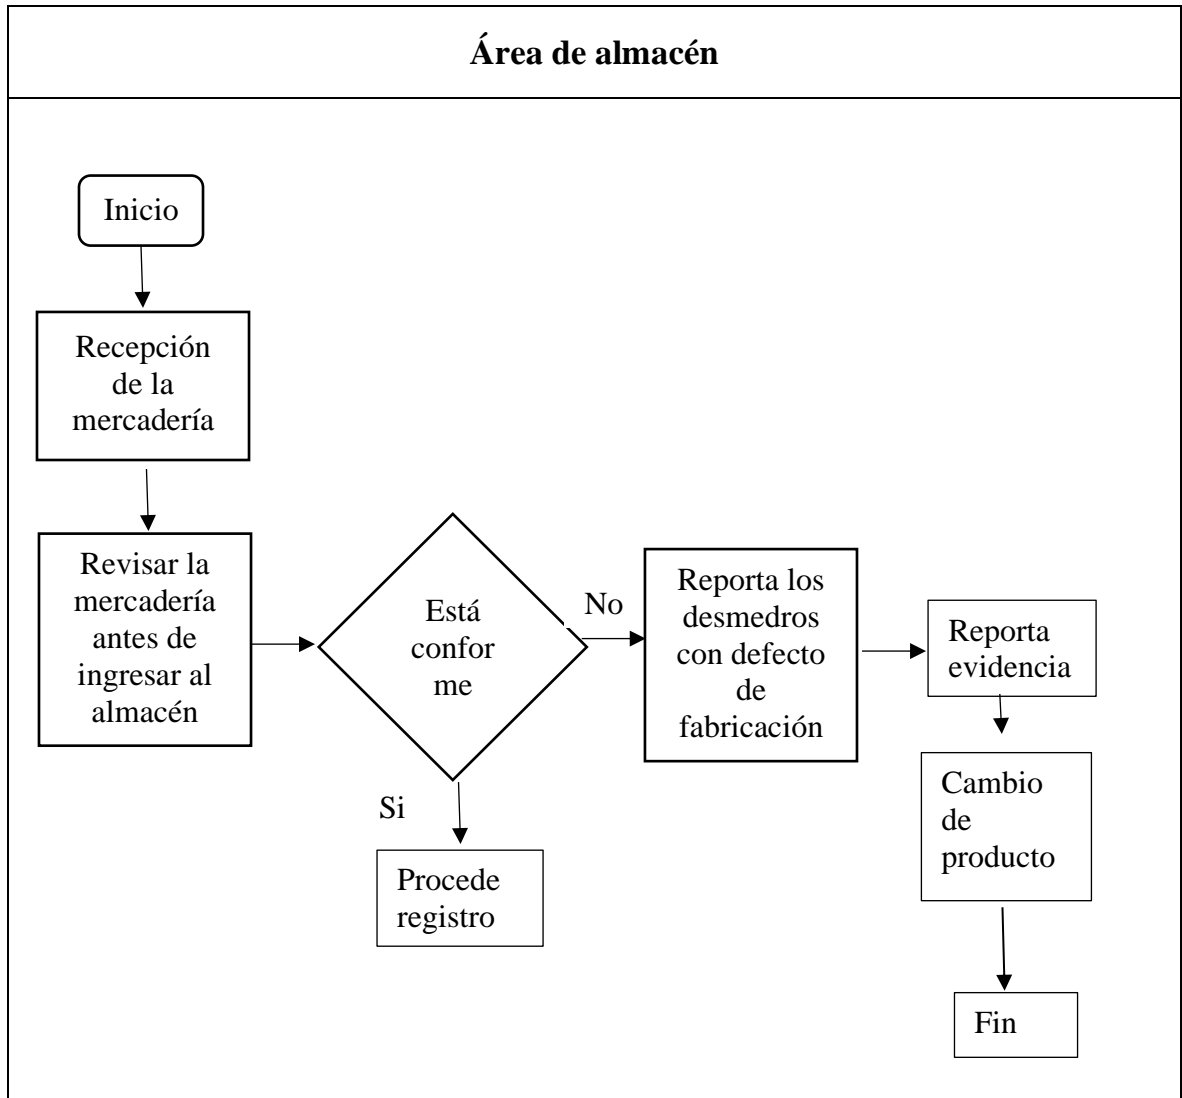 Área de almacén
Inicio
Recepción
de la
mercadería
Revisar la
mercadería
antes de
ingresar al
almacén
Está
confor
me
No
Reporta los
desmedros
con defecto
de
fabricación
Reporta
evidencia
Cambio
de
producto
Si
Procede
registro
Fin